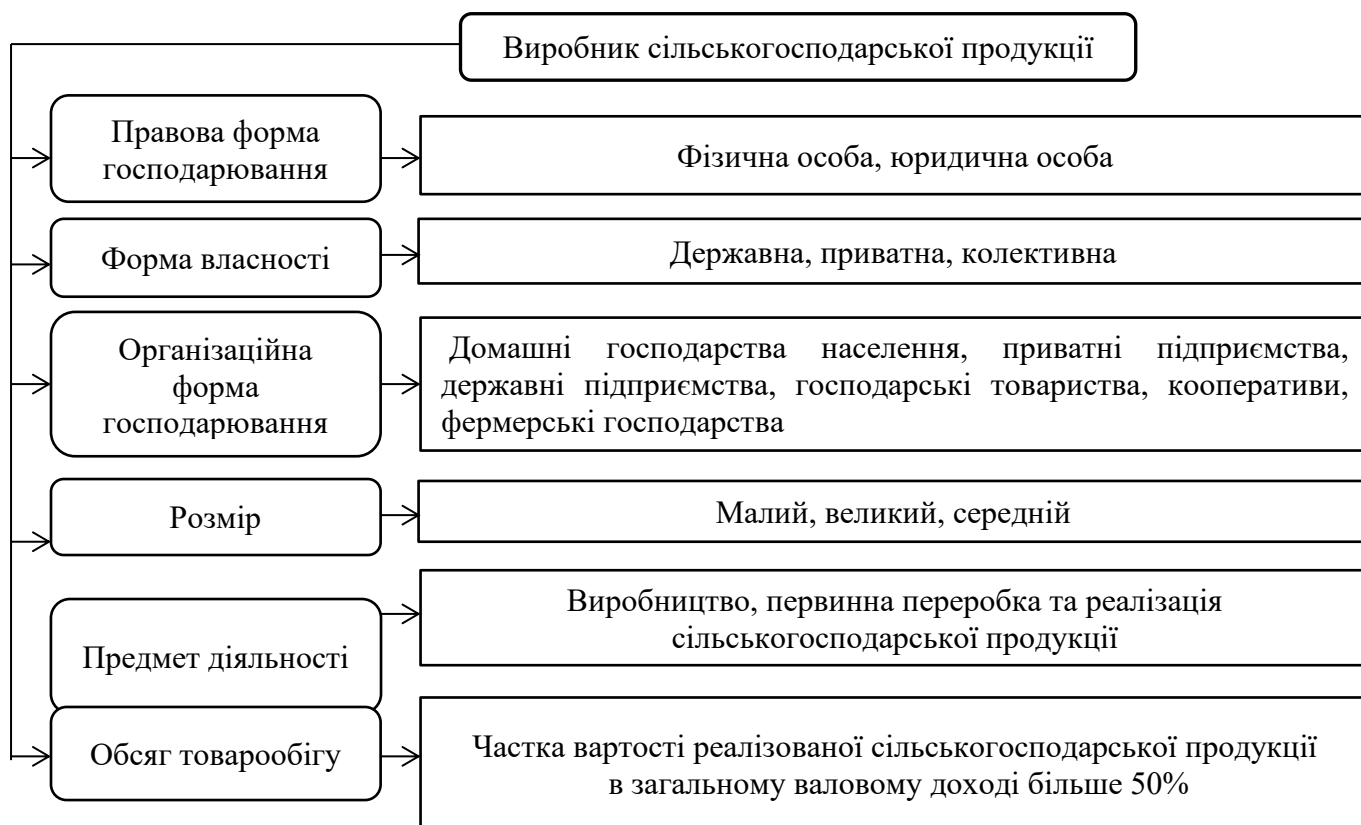 Виробник сільськогосподарської продукції
Правова форма
господарювання
Фізична особа, юридична особа
Форма власності
Державна, приватна, колективна
Організаційна
форма
господарювання
Домашні господарства населення, приватні підприємства,
державні підприємства, господарські товариства, кооперативи,
фермерські господарства
Розмір
Малий, великий, середній
Предмет діяльності
Виробництво, первинна переробка та реалізація
сільськогосподарської продукції
Обсяг товарообігу
Частка вартості реалізованої сільськогосподарської продукції
в загальному валовому доході більше 50%